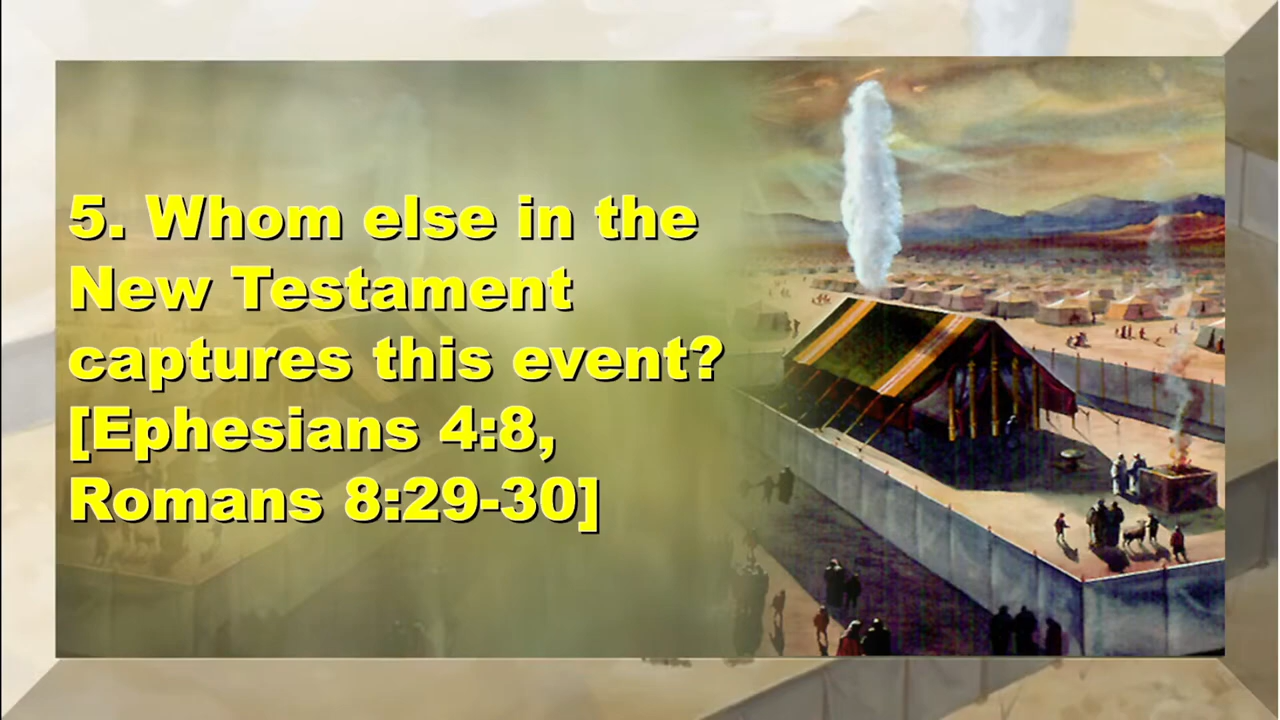 5. Whom else in the
New Testament
captures this event?
[Ephesians 4:8,
Romans 8:29-30]